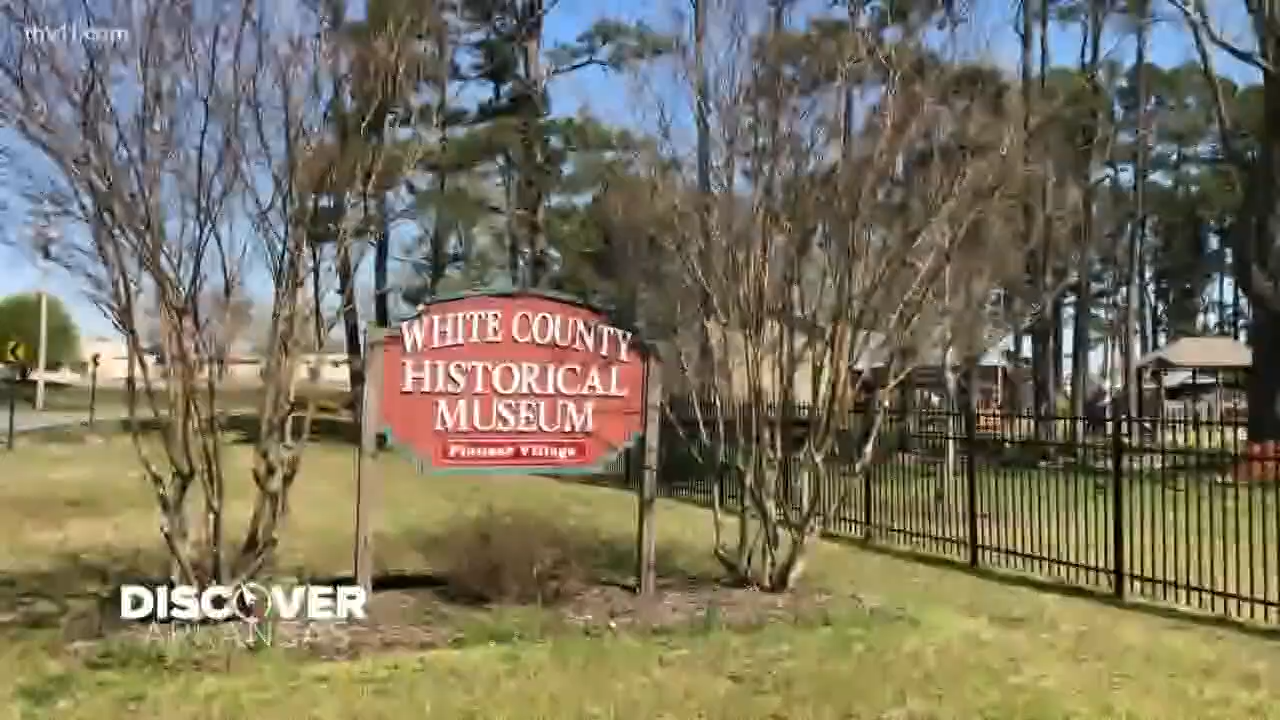 thv11.com
WHITE COUNTY
HISTORICAL
MUSEUM
Pioneer Village
DISCOVER
ARKANSAS